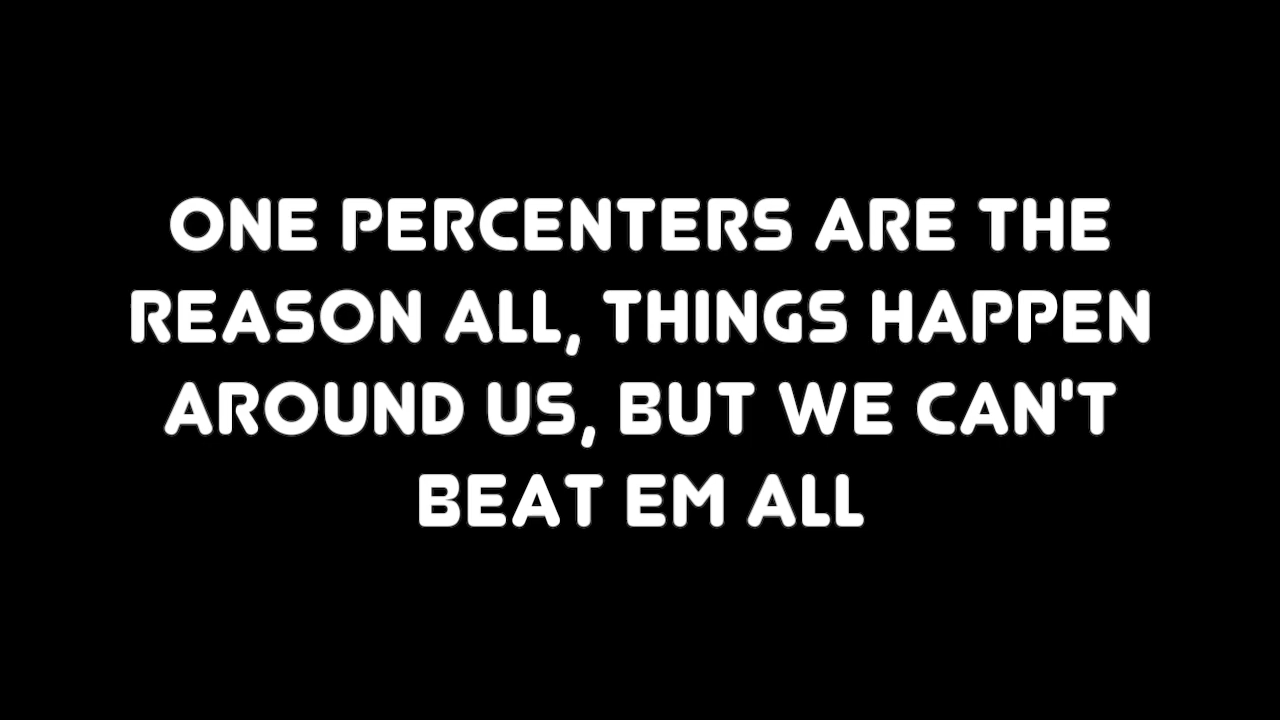 ONE PERCENTERS ARE THE
REASON ALL, THINGS HAPPEN
AROUND US, BUT WE CAN'T
BEAT EM ALL